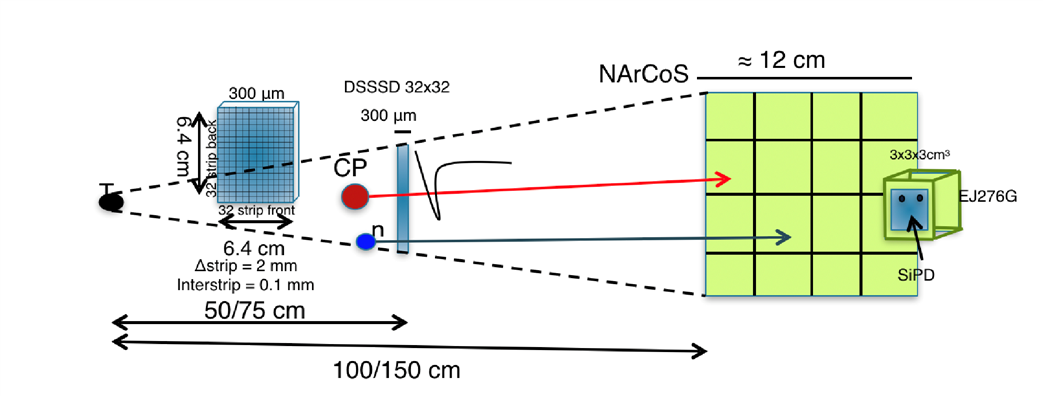 NArCoS
≈ 12 cm
DSSSD 32x32
300 μm
300 μm
6.4 cm
32 strip back
CP
3x3x3cm³
T
EJ276G
32 strip front
n
6.4 cm
Δstrip = 2 mm
Interstrip = 0.1 mm
SiPD
50/75 cm
100/150 cm